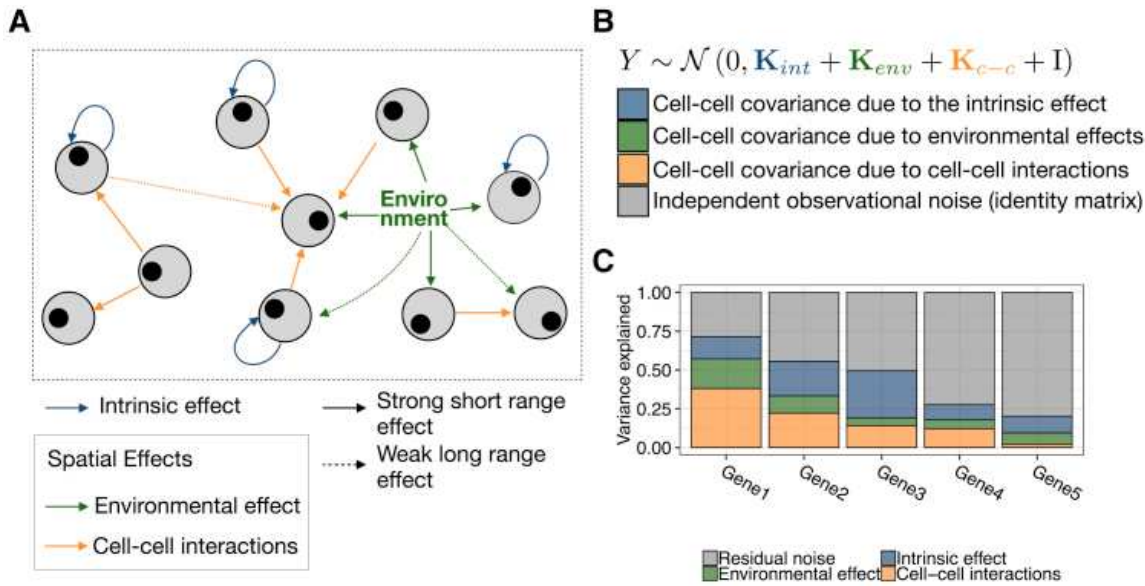 A
Enviro
nment
Intrinsic effect
Strong short range
effect
Weak long range
effect
Spatial Effects
Environmental effect
Cell-cell interactions
B
Y ∼ 𝒩 (0, K_int + K_env + K_c−c + I)
Cell-cell covariance due to the intrinsic effect
Cell-cell covariance due to environmental effects
Cell-cell covariance due to cell-cell interactions
Independent observational noise (identity matrix)
C
Variance explained
1.00
0.75
0.50
0.25
0.00
Gene1
Gene2
Gene3
Gene4
Gene5
Residual noise
Intrinsic effect
Environmental effect
Cell−cell interactions